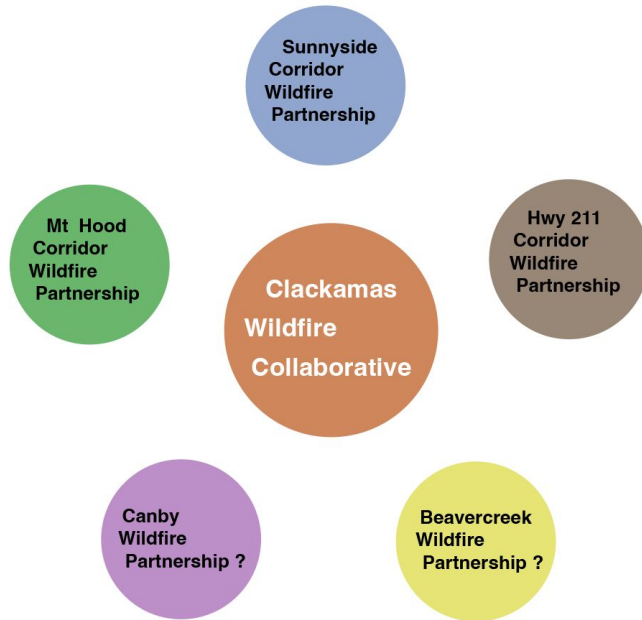 Sunnyside
Corridor
Wildfire
Partnership
Mt Hood
Corridor
Wildfire
Partnership
Hwy 211
Corridor
Wildfire
Partnership
Clackamas
Wildfire
Collaborative
Canby
Wildfire
Partnership ?
Beavercreek
Wildfire
Partnership ?